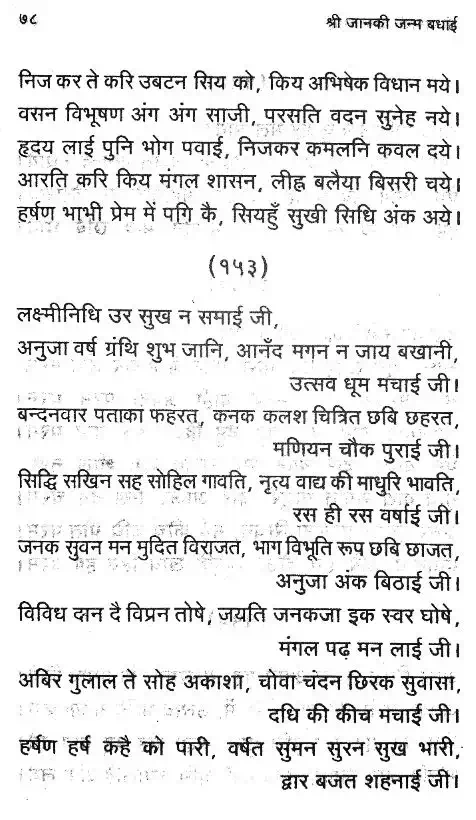 ७८
श्री जानकी जन्म बधाई
निज कर ते करि उबटन सिय को, किय अभिषेक विधान मये।
वसन विभूषण अंग अंग साजी, परसति वदन सुनेह नये।
हृदय लाई पुनि भोग पवाई, निजकर कमलनि कवल दये।
आरति करि किय मंगल शासन, लीह्न बलैया बिसरी चये।
हर्षण भाभी प्रेम में पगि कै, सियहुँ सुखी सिधि अंक अये।
(१५३)
लक्ष्मीनिधि उर सुख न समाई जी,
अनुजा वर्ष ग्रंथि शुभ जानि, आनँद मगन न जाय बखानी,
उत्सव धूम मचाई जी।
बन्दनवार पताका फहरत, कनक कलश चित्रित छबि छहरत,
मणियन चौक पुराई जी।
सिद्धि सखिन सह सोहिल गावति, नृत्य वाद्य की माधुरि भावति,
रस ही रस वर्षाई जी।
जनक सुवन मन मुदित विराजत, भाग विभूति रूप छबि छाजत,
अनुजा अंक बिठाई जी।
विविध दान दै विप्रन तोषे, जयति जनकजा इक स्वर घोषे,
मंगल पढ़ मन लाई जी।
अबिर गुलाल ते सोह अकाशा, चोवा चंदन छिरक सुवासा,
दधि की कीच मचाई जी।
हर्षण हर्ष कहै को पारी, वर्षत सुमन सुरन सुख भारी,
द्वार बजत शहनाई जी।